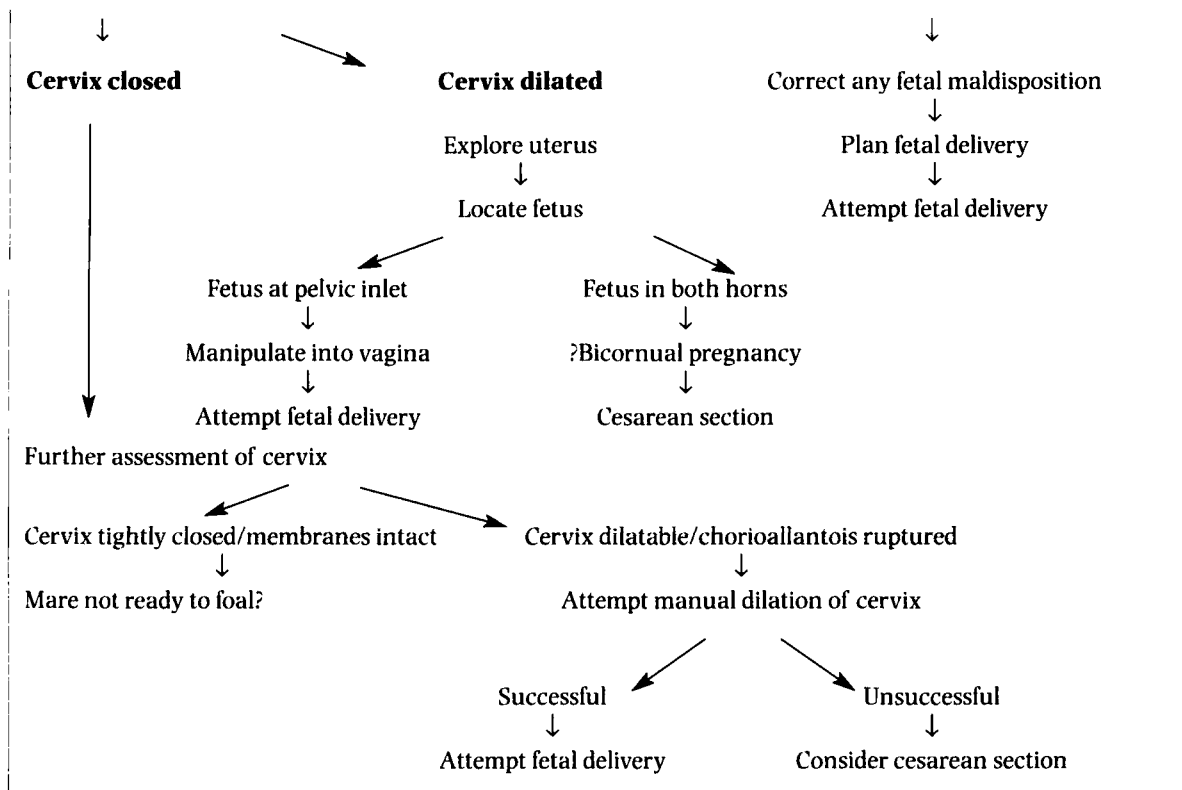 Cervix closed
Cervix dilated
Correct any fetal maldisposition
Explore uterus
Plan fetal delivery
Locate fetus
Attempt fetal delivery
Fetus at pelvic inlet
Fetus in both horns
Manipulate into vagina
?Bicornual pregnancy
Attempt fetal delivery
Cesarean section
Further assessment of cervix
Cervix tightly closed/membranes intact
Cervix dilatable/chorioallantois ruptured
Mare not ready to foal?
Attempt manual dilation of cervix
Successful
Unsuccessful
Attempt fetal delivery
Consider cesarean section